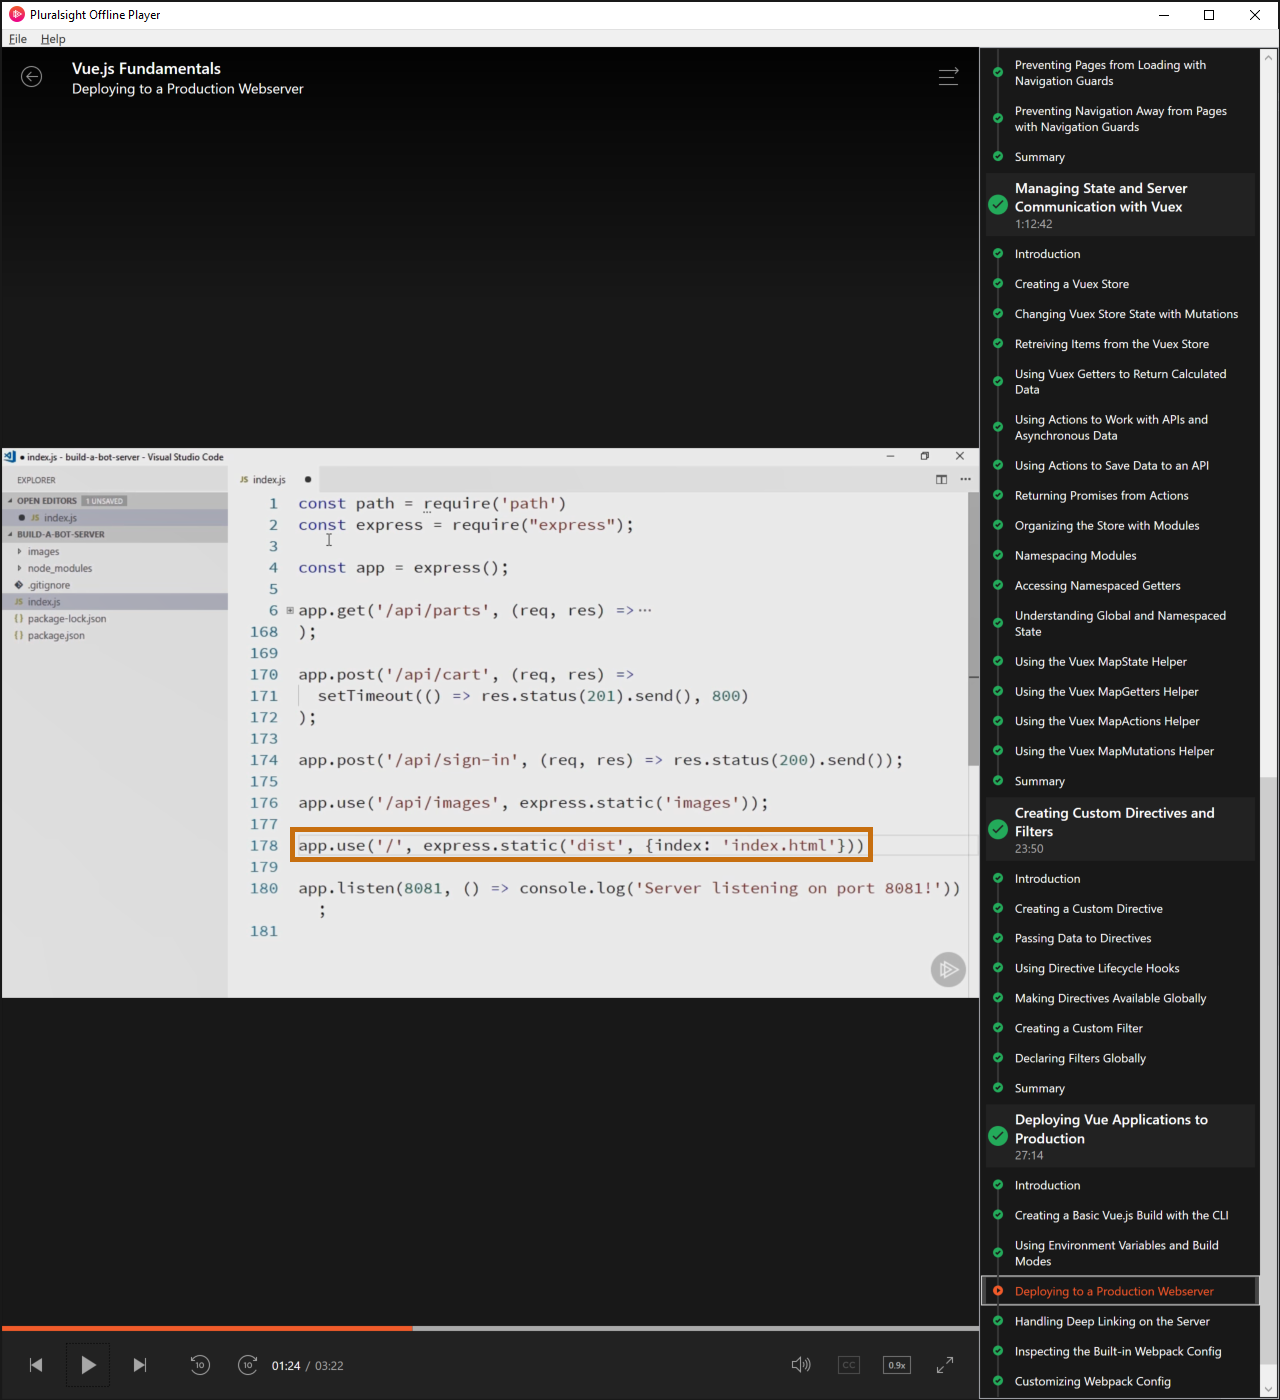 Pluralsight Offline Player
File Help
Vue.js Fundamentals
Deploying to a Production Webserver
index.js - build-a-bot-server - Visual Studio Code
EXPLORER
OPEN EDITORS 1 UNSAVED
JS index.js
BUILD-A-BOT-SERVER
images
node_modules
.gitignore
JS index.js
{} package-lock.json
{} package.json
JS index.js
1 const path = require('path')
2 const express = require("express");
3
4 const app = express();
5
6 app.get('/api/parts', (req, res) =>···
168 );
169
170 app.post('/api/cart', (req, res) =>
171 setTimeout(() => res.status(201).send(), 800)
172 );
173
174 app.post('/api/sign-in', (req, res) => res.status(200).send());
175
176 app.use('/api/images', express.static('images'));
177
178 app.use('/', express.static('dist', {index: 'index.html'}))
179
180 app.listen(8081, () => console.log('Server listening on port 8081!'))
;
181
10
10
01:24 / 03:22
CC
0.9x
Preventing Pages from Loading with
Navigation Guards
Preventing Navigation Away from Pages
with Navigation Guards
Summary
Managing State and Server
Communication with Vuex
1:12:42
Introduction
Creating a Vuex Store
Changing Vuex Store State with Mutations
Retreiving Items from the Vuex Store
Using Vuex Getters to Return Calculated
Data
Using Actions to Work with APIs and
Asynchronous Data
Using Actions to Save Data to an API
Returning Promises from Actions
Organizing the Store with Modules
Namespacing Modules
Accessing Namespaced Getters
Understanding Global and Namespaced
State
Using the Vuex MapState Helper
Using the Vuex MapGetters Helper
Using the Vuex MapActions Helper
Using the Vuex MapMutations Helper
Summary
Creating Custom Directives and
Filters
23:50
Introduction
Creating a Custom Directive
Passing Data to Directives
Using Directive Lifecycle Hooks
Making Directives Available Globally
Creating a Custom Filter
Declaring Filters Globally
Summary
Deploying Vue Applications to
Production
27:14
Introduction
Creating a Basic Vue.js Build with the CLI
Using Environment Variables and Build
Modes
Deploying to a Production Webserver
Handling Deep Linking on the Server
Inspecting the Built-in Webpack Config
Customizing Webpack Config